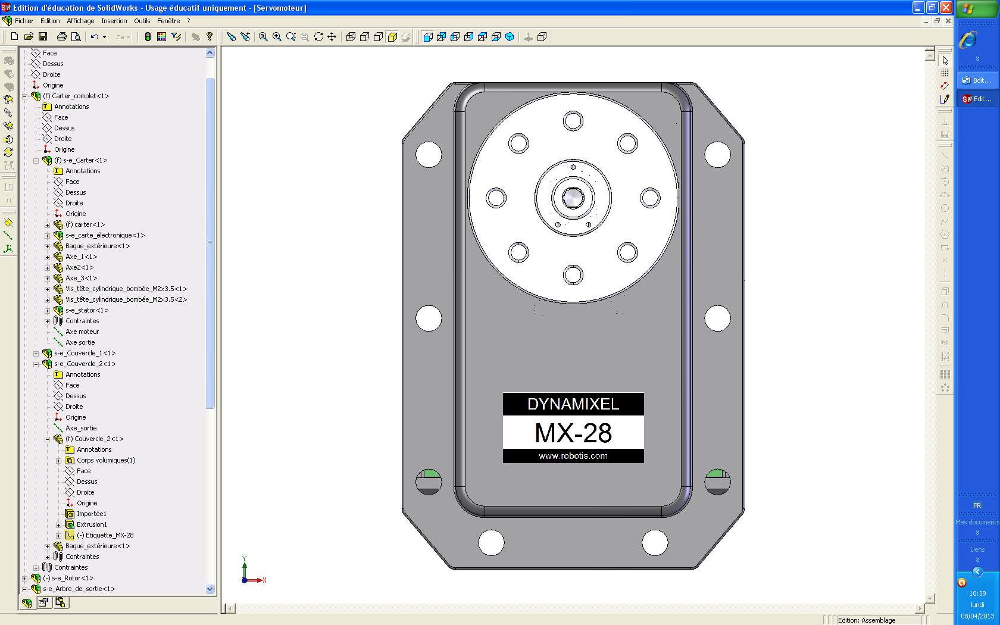 Edition d'éducation de SolidWorks - Usage éducatif uniquement - [Servomoteur]
Fichier Edition Affichage Insertion Outils Fenêtre ?
Face
Dessus
Droite
Origine
(f) Carter_complet<1>
Annotations
Face
Dessus
Droite
Origine
(f) s-e_Carter<1>
Annotations
Face
Dessus
Droite
Origine
(f) carter<1>
s-e_carte_électronique<1>
Bague_extérieure<1>
Axe_1<1>
Axe2<1>
Axe_3<1>
Vis_tête_cylindrique_bombée_M2x3.5<1>
Vis_tête_cylindrique_bombée_M2x3.5<2>
s-e_stator<1>
Contraintes
Axe moteur
Axe sortie
s-e_Couvercle_1<1>
s-e_Couvercle_2<1>
Annotations
Face
Dessus
Droite
Origine
Axe_sortie
(f) Couvercle_2<1>
Annotations
Corps volumiques(1)
Face
Dessus
Droite
Origine
Importée1
Extrusion1
(-) Etiquette_MX-28
Bague_extérieure<1>
Contraintes
Contraintes
(-) s-e_Rotor<1>
s-e_Arbre_de_sortie<1>
DYNAMIXEL
MX-28
www.robotis.com
Y
X
Edition: Assemblage
Boît...
Edit...
FR
Mes documents
Liens
10:39
lundi
08/04/2013